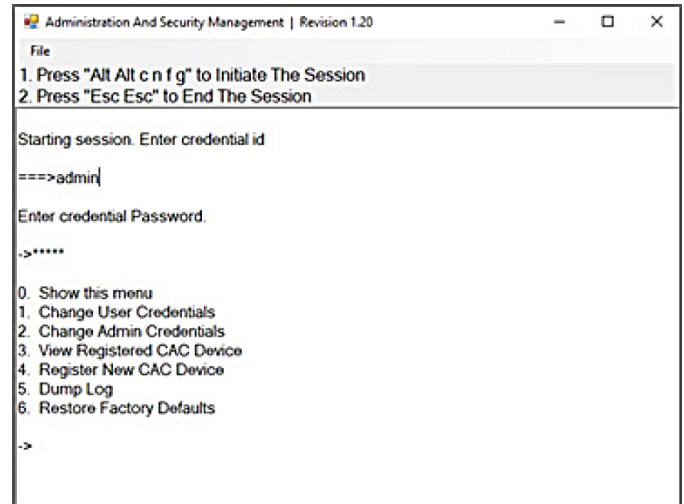 Administration And Security Management | Revision 1.20
File
1. Press "Alt Alt c n f g" to Initiate The Session
2. Press "Esc Esc" to End The Session
Starting session. Enter credential id
===>admin
Enter credential Password.
->*****
0. Show this menu
1. Change User Credentials
2. Change Admin Credentials
3. View Registered CAC Device
4. Register New CAC Device
5. Dump Log
6. Restore Factory Defaults
->